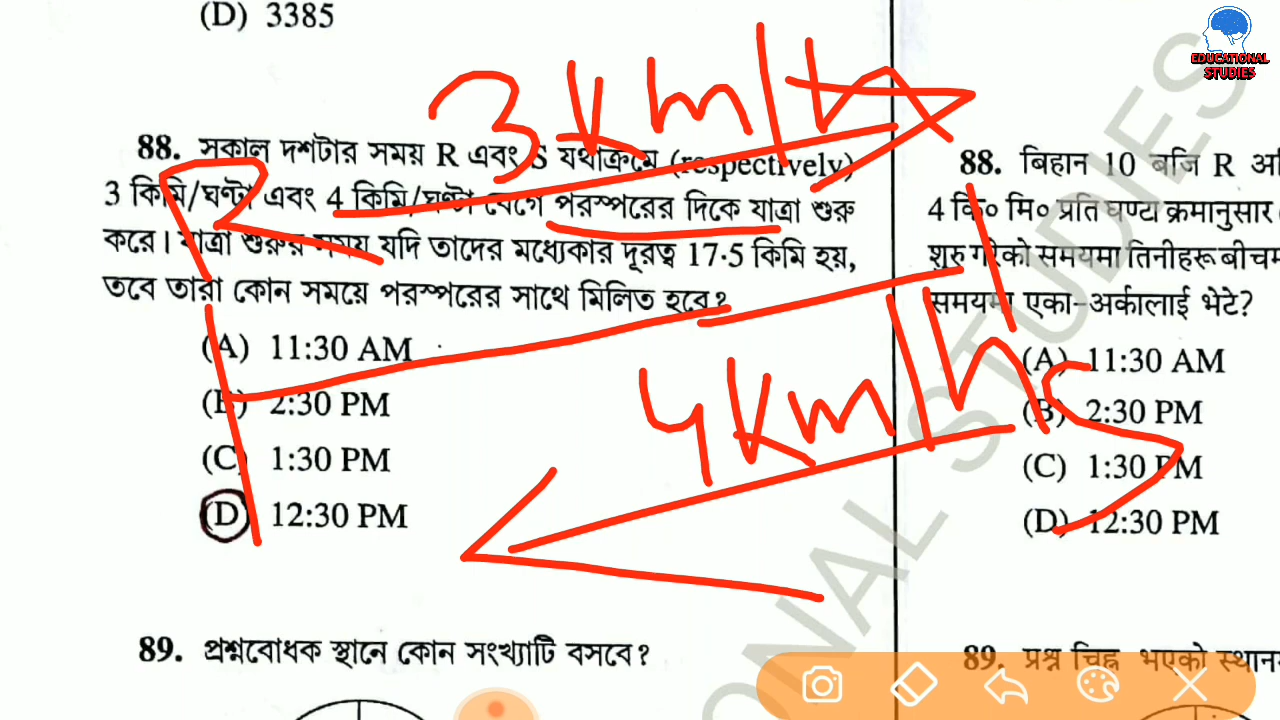 (D) 3385
EDUCATIONAL
STUDIES
3 km/h
88. সকাল দশটার সময় R এবং S যথাক্রমে (respectively)
3 কিমি/ঘণ্টা এবং 4 কিমি/ঘণ্টা বেগে পরস্পরের দিকে যাত্রা শুরু
করে। যাত্রা শুরুর সময় যদি তাদের মধ্যেকার দূরত্ব 17·5 কিমি হয়,
তবে তারা কোন সময়ে পরস্পরের সাথে মিলিত হবে?
(A) 11:30 AM
(B) 2:30 PM
(C) 1:30 PM
(D) 12:30 PM
R
4 km/h
S
89. প্রশ্নবোধক স্থানে কোন সংখ্যাটি বসবে?
88. बिहान 10 बजि R
4 कि० मि० प्रति घण्टा क्रमानुसार
शुरु गरेको समयमा तिनीहरू बीचम
समयमा एका–अर्कालाई भेटे?
(A) 11:30 AM
(B) 2:30 PM
(C) 1:30 PM
(D) 12:30 PM
89. प्रश्न चिह्न भएको
ONAL STUDIES